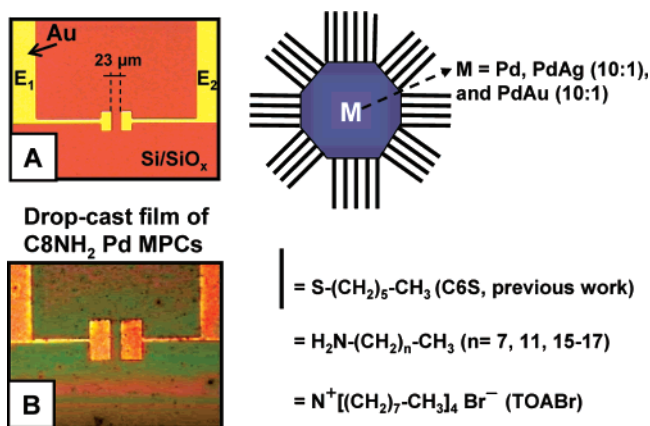 Au
E₁
23 μm
E₂
Si/SiOₓ
A
M
M = Pd, PdAg (10:1),
and PdAu (10:1)
Drop-cast film of
C8NH₂ Pd MPCs
B
= S-(CH₂)₅-CH₃ (C6S, previous work)
= H₂N-(CH₂)ₙ-CH₃ (n= 7, 11, 15-17)
= N⁺[(CH₂)₇-CH₃]₄ Br⁻ (TOABr)